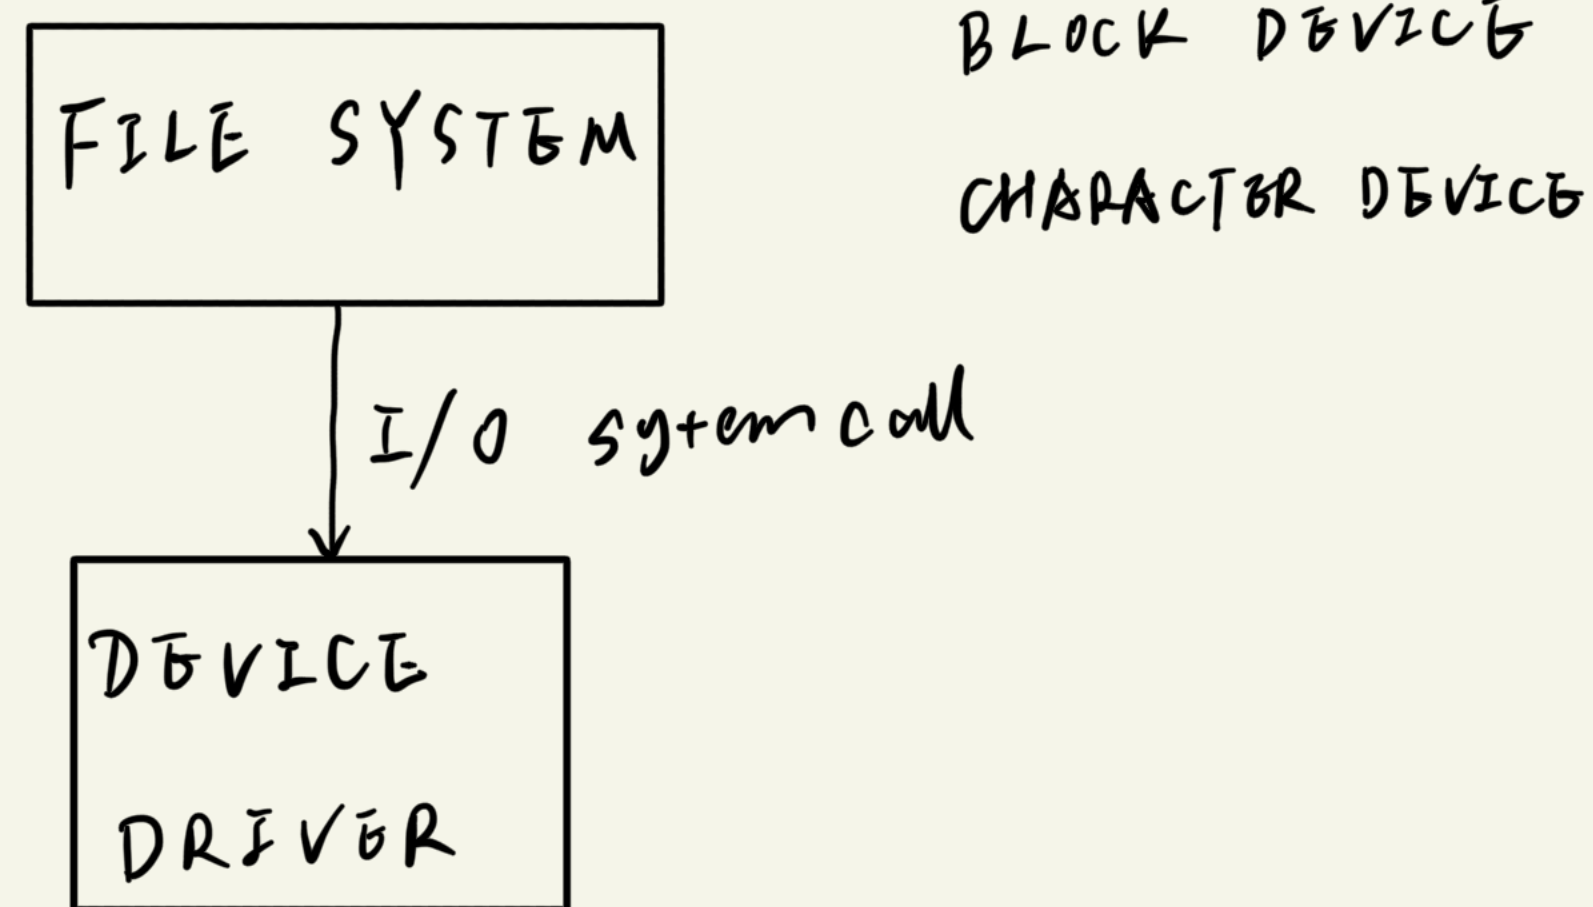 FILE SYSTEM
BLOCK DEVICE
CHARACTER DEVICE
I/O sytem call
DEVICE
DRIVER